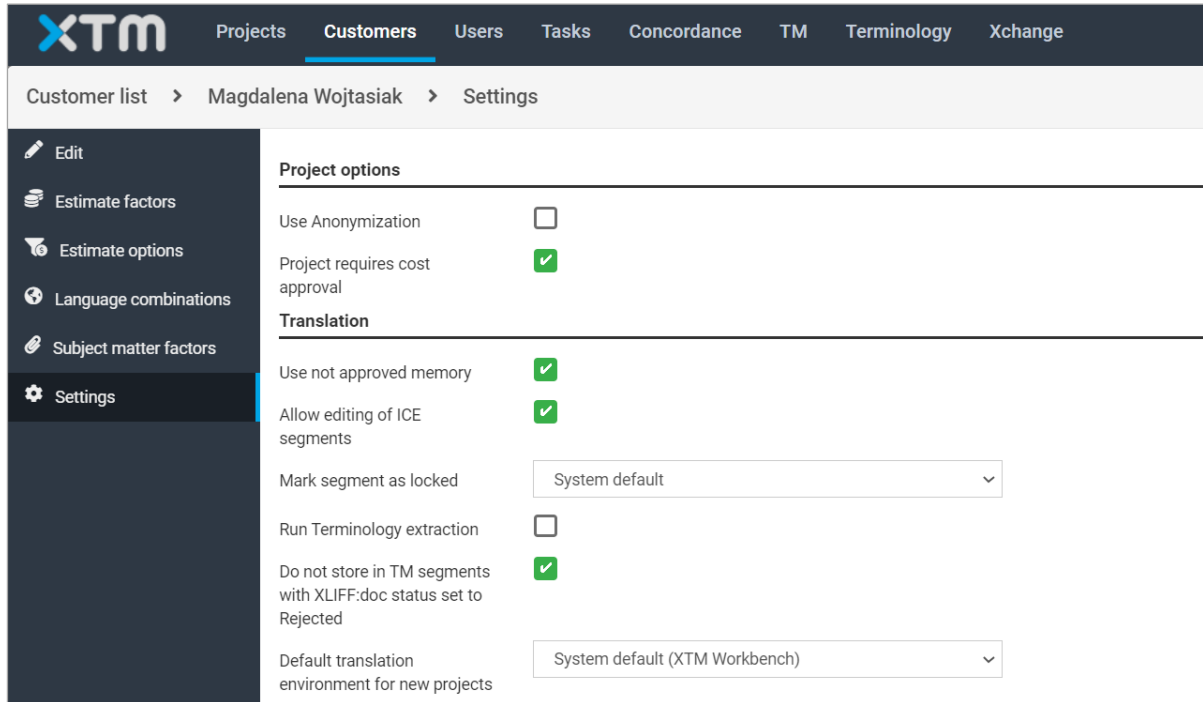 XTM Projects Customers Users Tasks Concordance TM Terminology Xchange
Customer list > Magdalena Wojtasiak > Settings
Edit
Estimate factors
Estimate options
Language combinations
Subject matter factors
Settings
Project options
Use Anonymization
Project requires cost
approval
Translation
Use not approved memory
Allow editing of ICE
segments
Mark segment as locked System default
Run Terminology extraction
Do not store in TM segments
with XLIFF:doc status set to
Rejected
Default translation System default (XTM Workbench)
environment for new projects